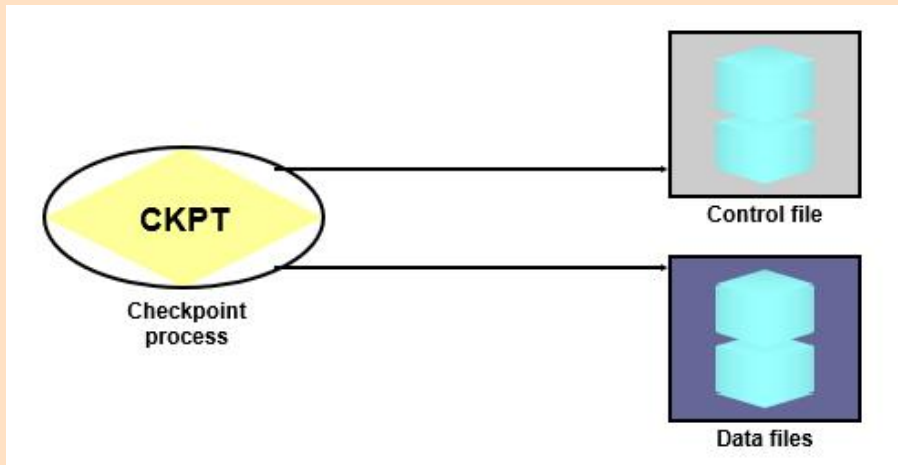 CKPT
Checkpoint
process
Control file
Data files